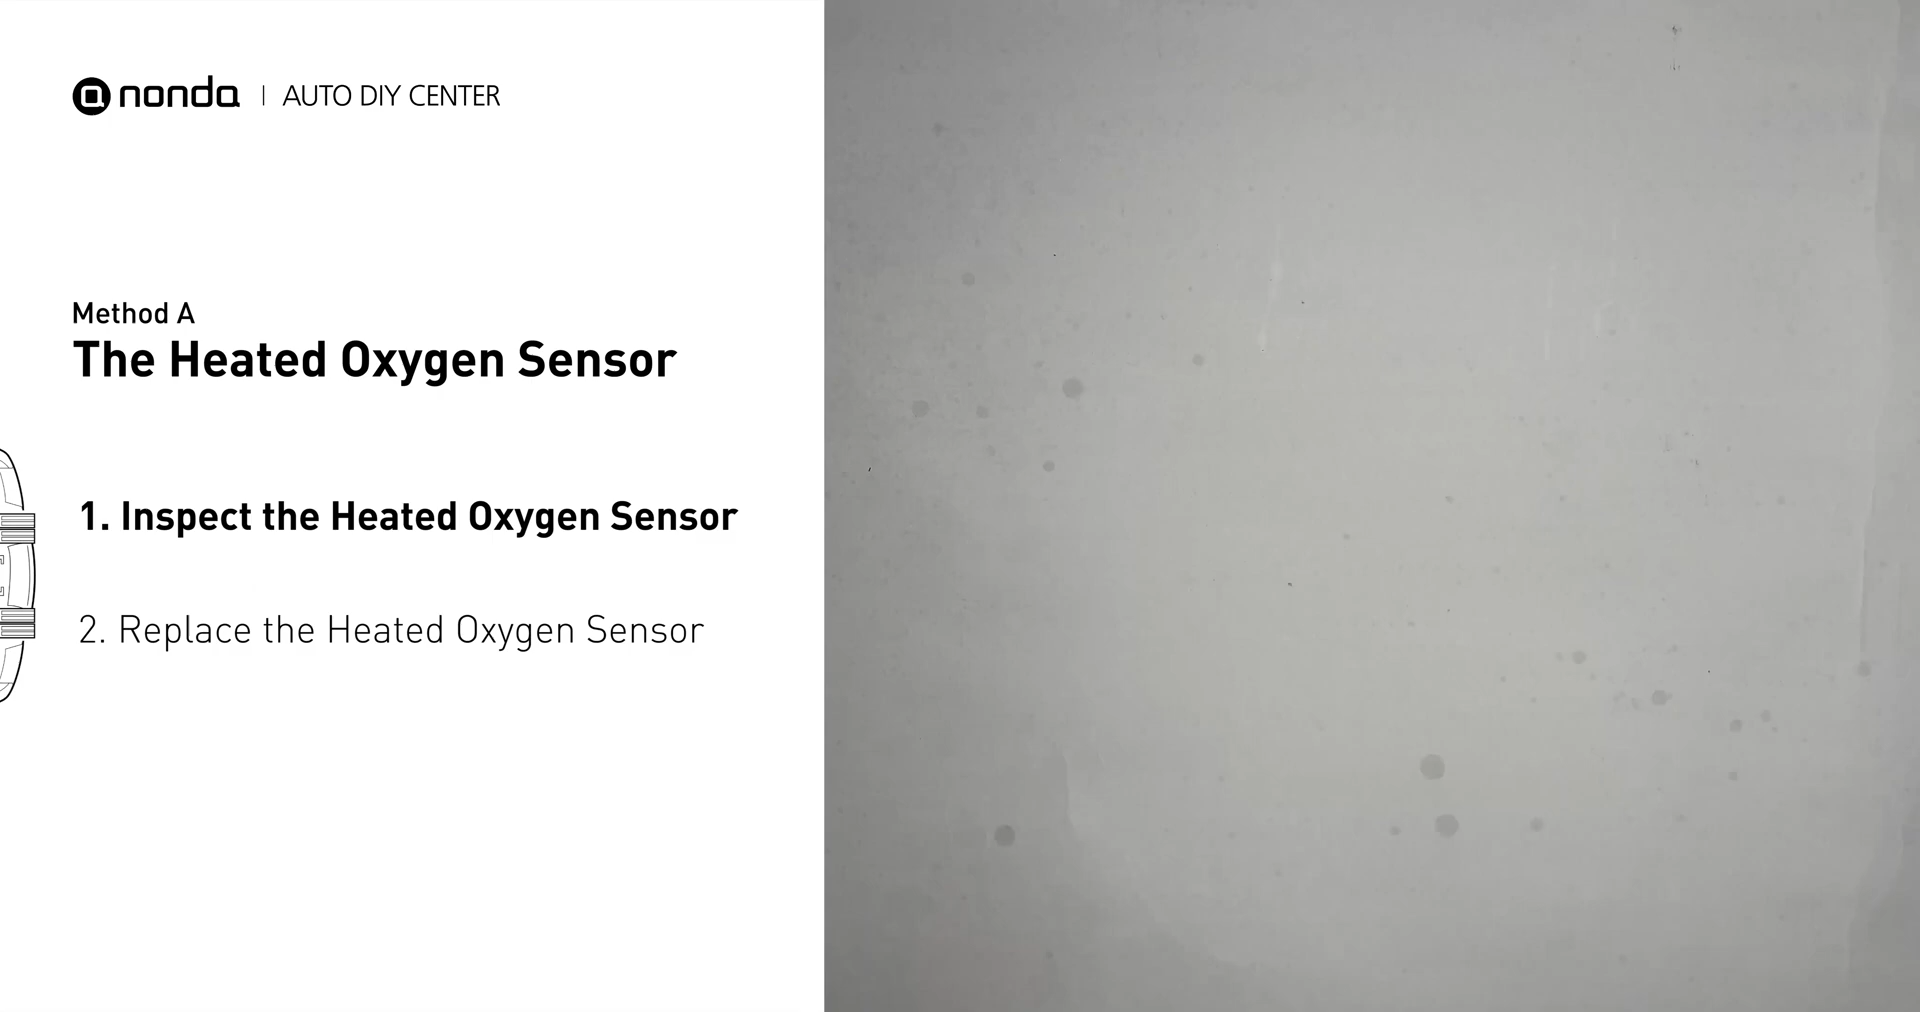 nonda | AUTO DIY CENTER
Method A
The Heated Oxygen Sensor
1. Inspect the Heated Oxygen Sensor
2. Replace the Heated Oxygen Sensor